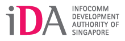 iDA
INFOCOMM
DEVELOPMENT
AUTHORITY OF
SINGAPORE